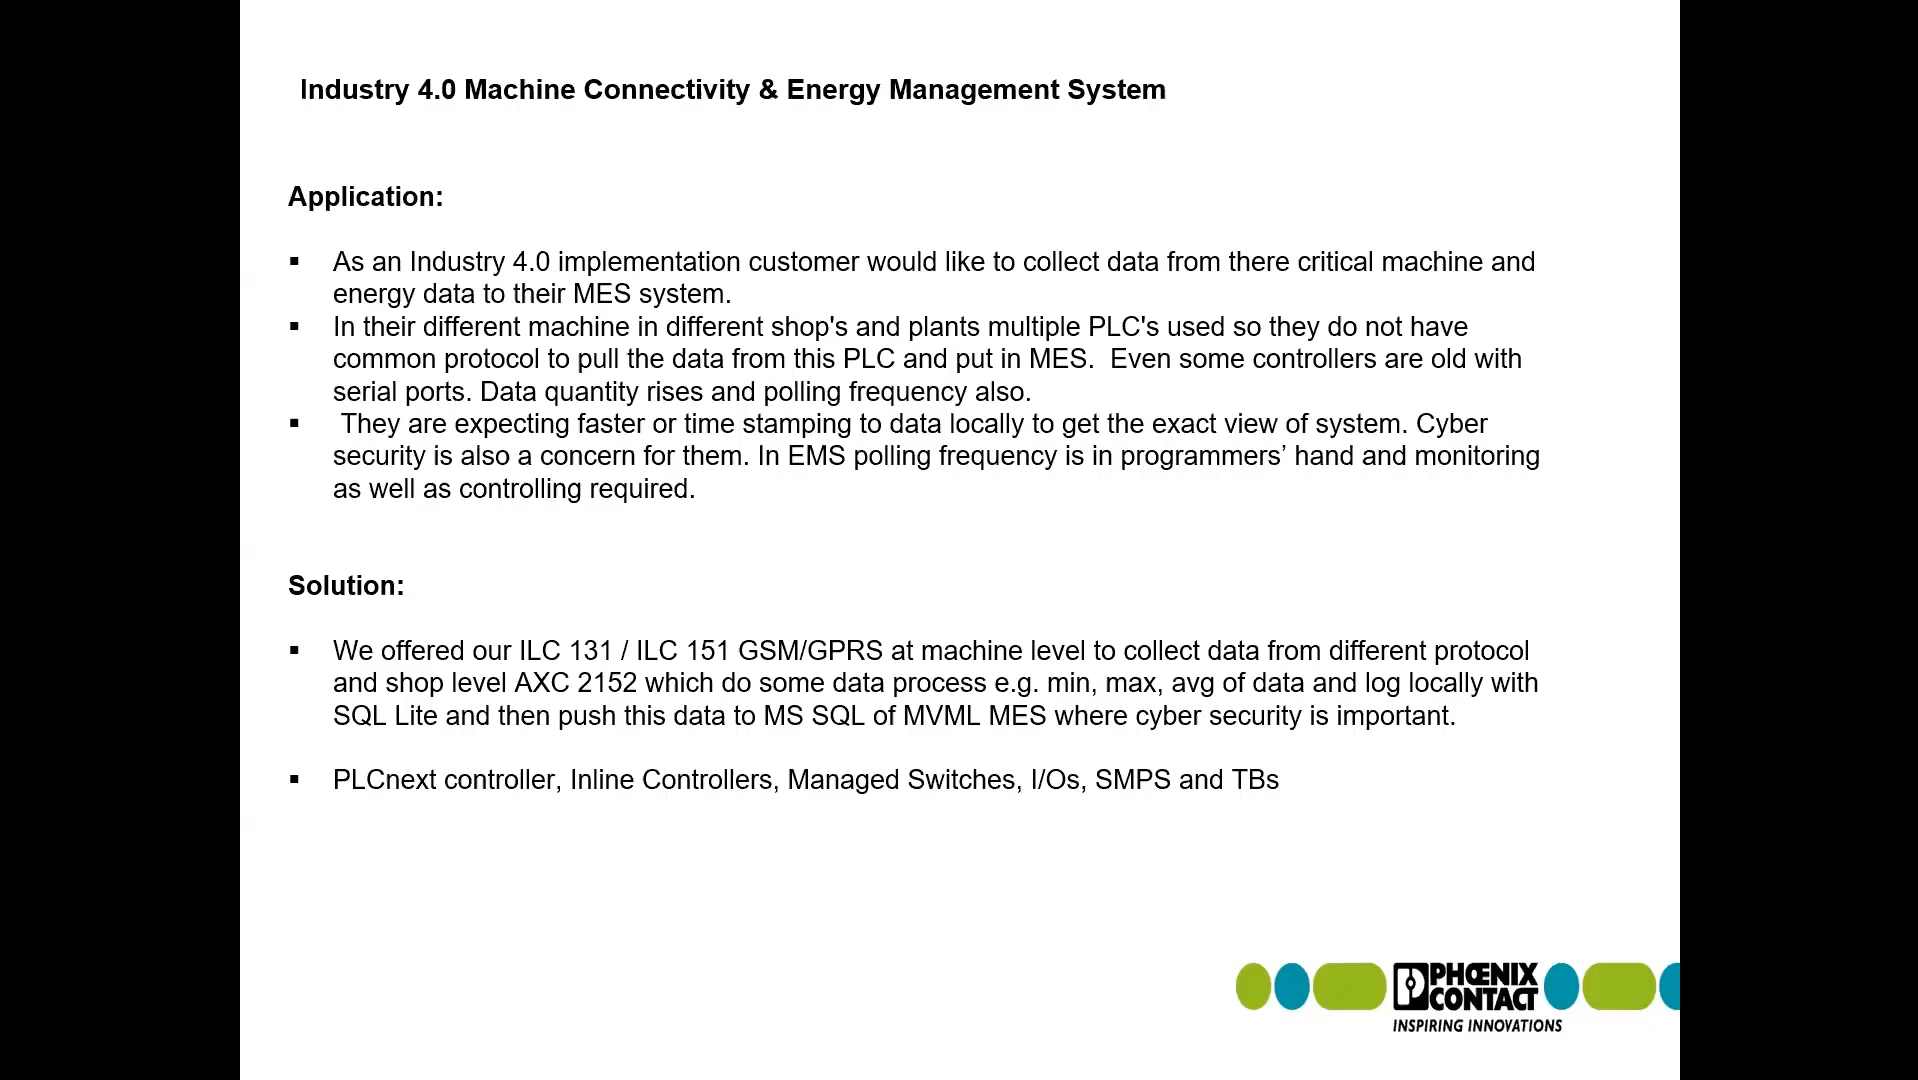 Industry 4.0 Machine Connectivity & Energy Management System
Application:
▪ As an Industry 4.0 implementation customer would like to collect data from there critical machine and
energy data to their MES system.
▪ In their different machine in different shop's and plants multiple PLC's used so they do not have
common protocol to pull the data from this PLC and put in MES.  Even some controllers are old with
serial ports. Data quantity rises and polling frequency also.
▪ They are expecting faster or time stamping to data locally to get the exact view of system. Cyber
security is also a concern for them. In EMS polling frequency is in programmers’ hand and monitoring
as well as controlling required.
Solution:
▪ We offered our ILC 131 / ILC 151 GSM/GPRS at machine level to collect data from different protocol
and shop level AXC 2152 which do some data process e.g. min, max, avg of data and log locally with
SQL Lite and then push this data to MS SQL of MVML MES where cyber security is important.
▪ PLCnext controller, Inline Controllers, Managed Switches, I/Os, SMPS and TBs
PHŒNIX
CONTACT
INSPIRING INNOVATIONS